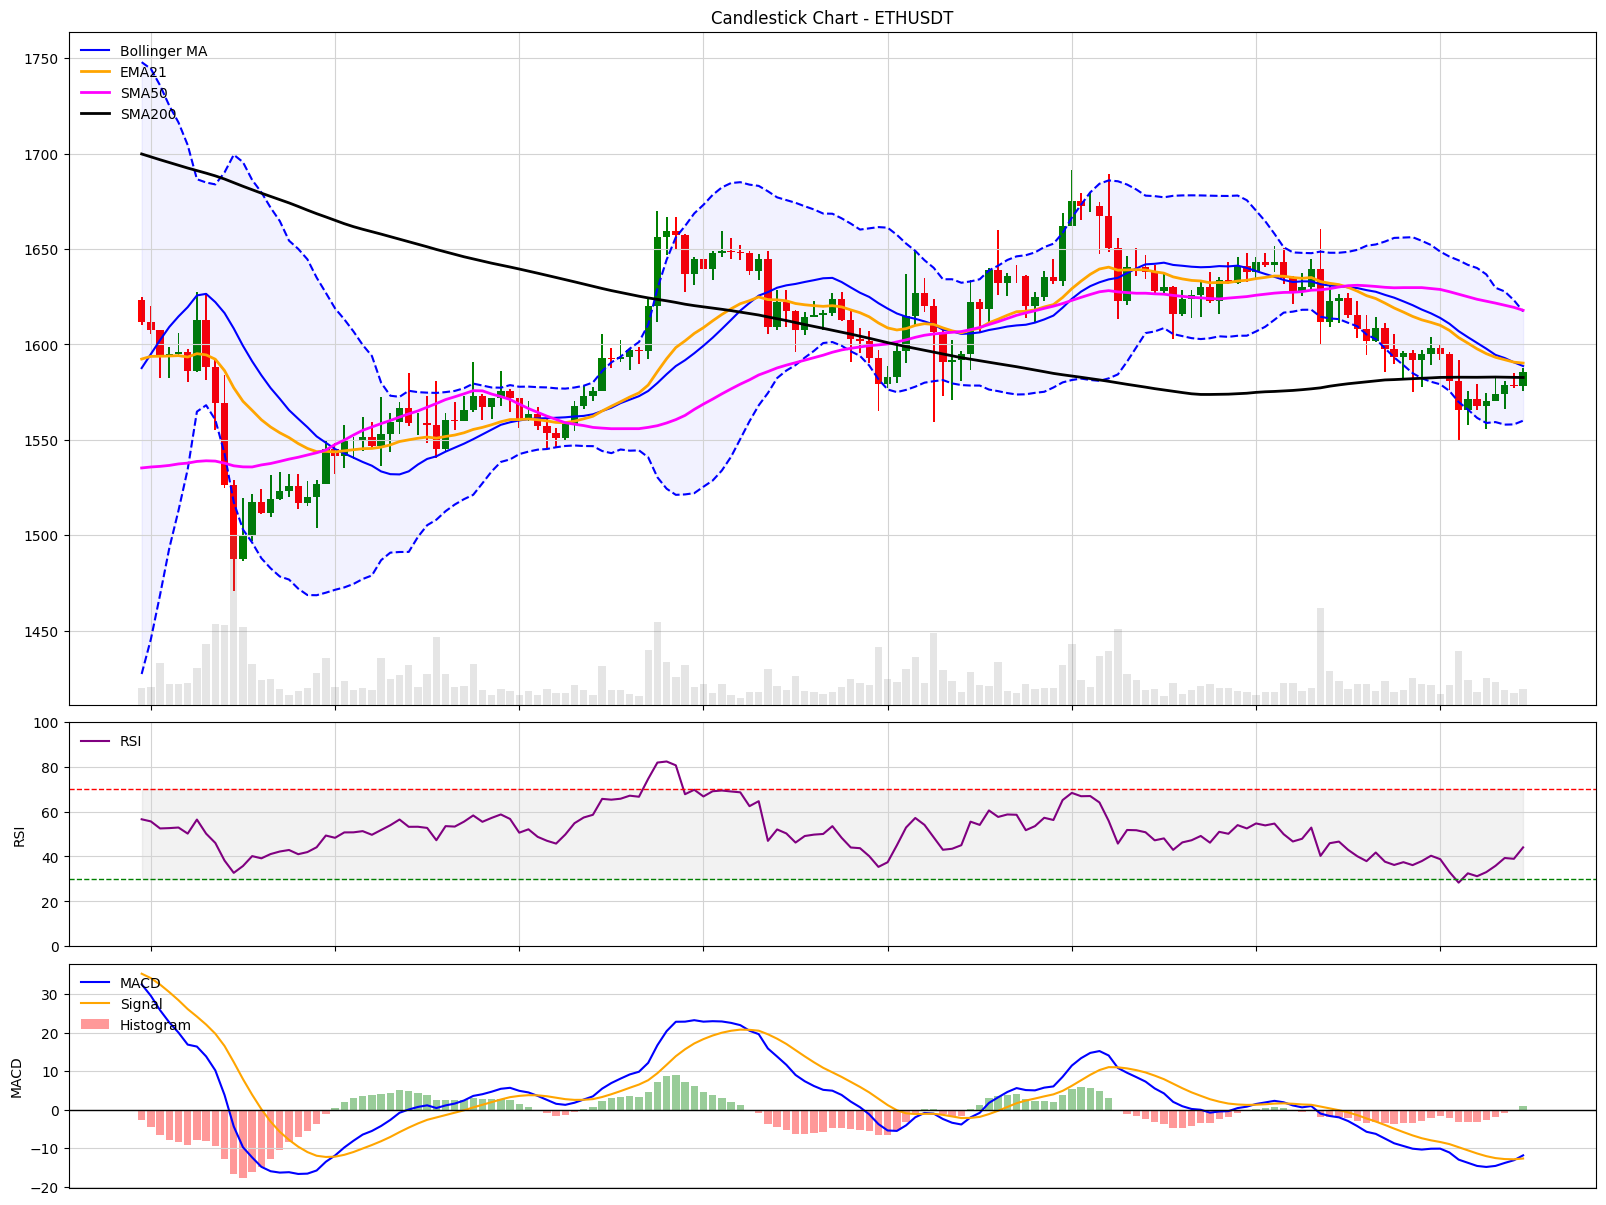 Candlestick Chart - ETHUSDT
1750
1700
1650
1600
1550
1500
1450
Bollinger MA
EMA21
SMA50
SMA200
100
80
60
40
20
0
RSI
RSI
30
20
10
0
−10
−20
MACD
MACD
Signal
Histogram